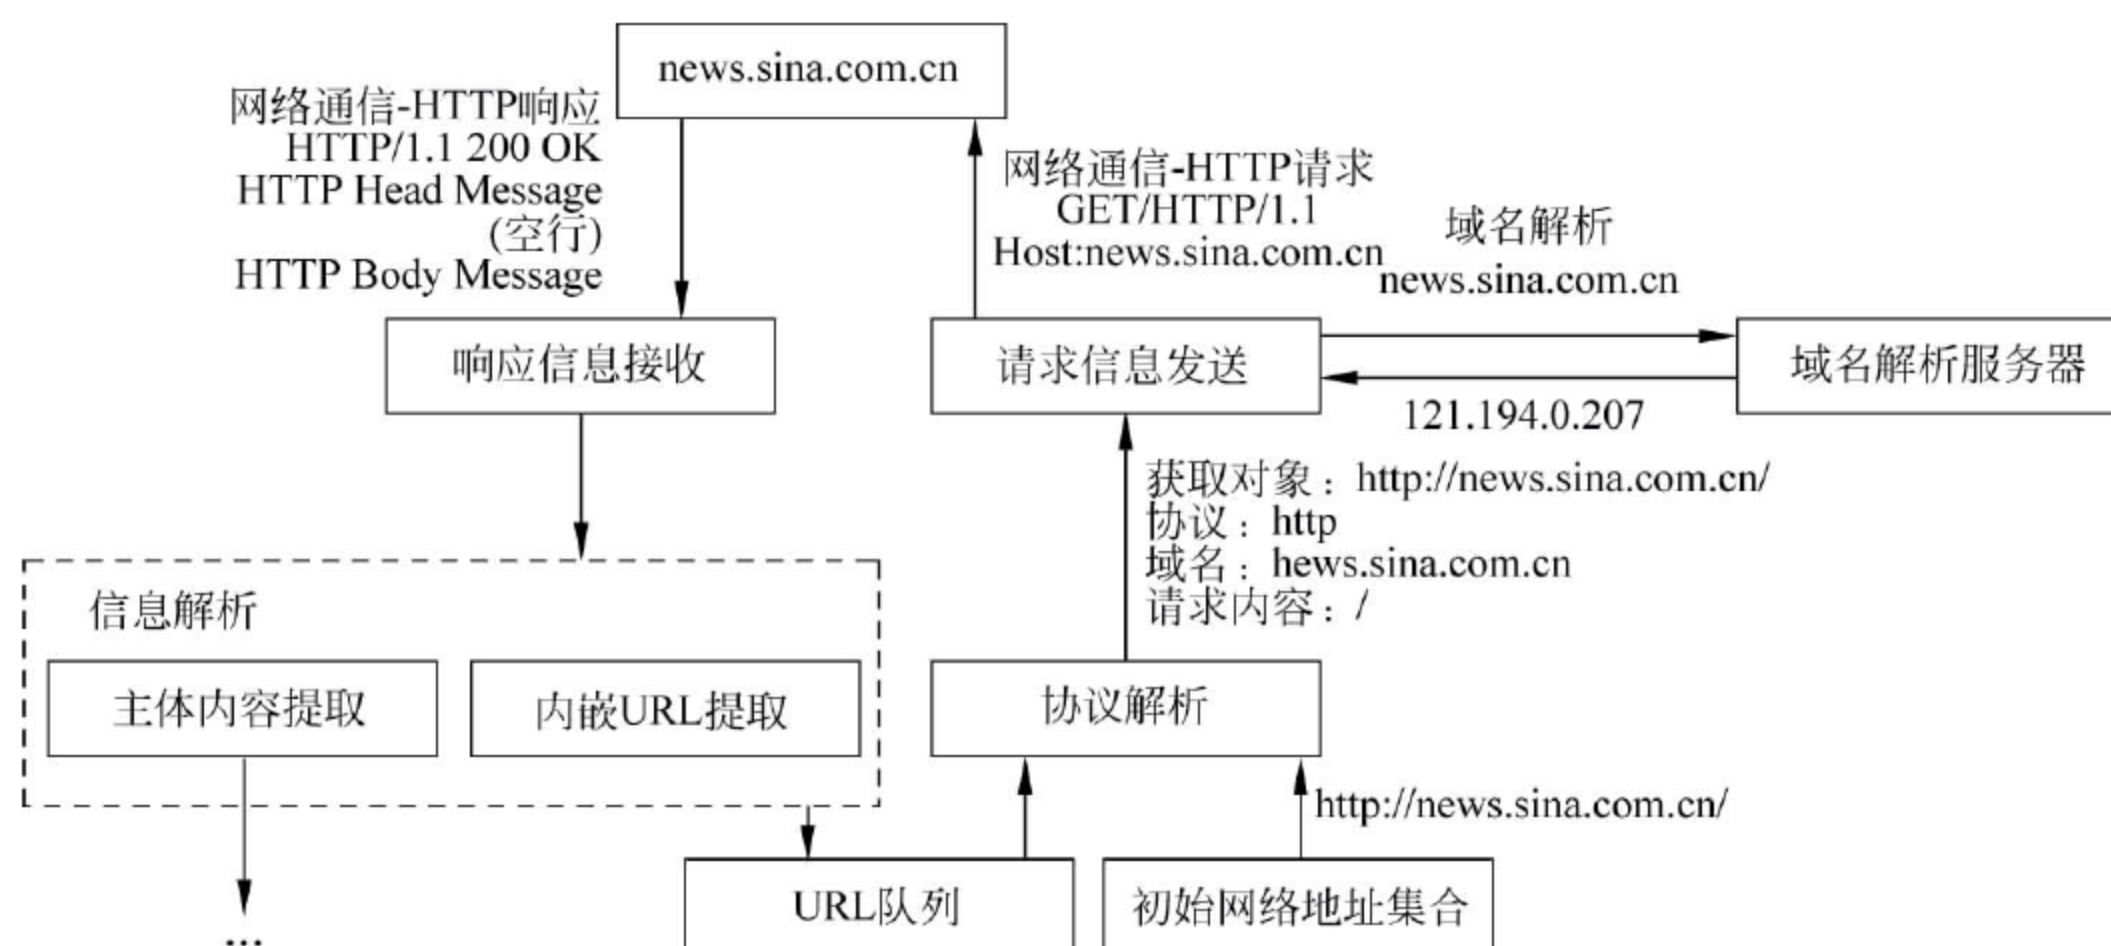 news.sina.com.cn
网络通信-HTTP响应
HTTP/1.1 200 OK
HTTP Head Message
(空行)
HTTP Body Message
网络通信-HTTP请求
GET/HTTP/1.1
Host:news.sina.com.cn
域名解析
news.sina.com.cn
响应信息接收
请求信息发送
域名解析服务器
121.194.0.207
获取对象：http://news.sina.com.cn/
协议：http
域名：hews.sina.com.cn
请求内容：/
信息解析
主体内容提取
内嵌URL提取
协议解析
http://news.sina.com.cn/
URL队列
初始网络地址集合
...